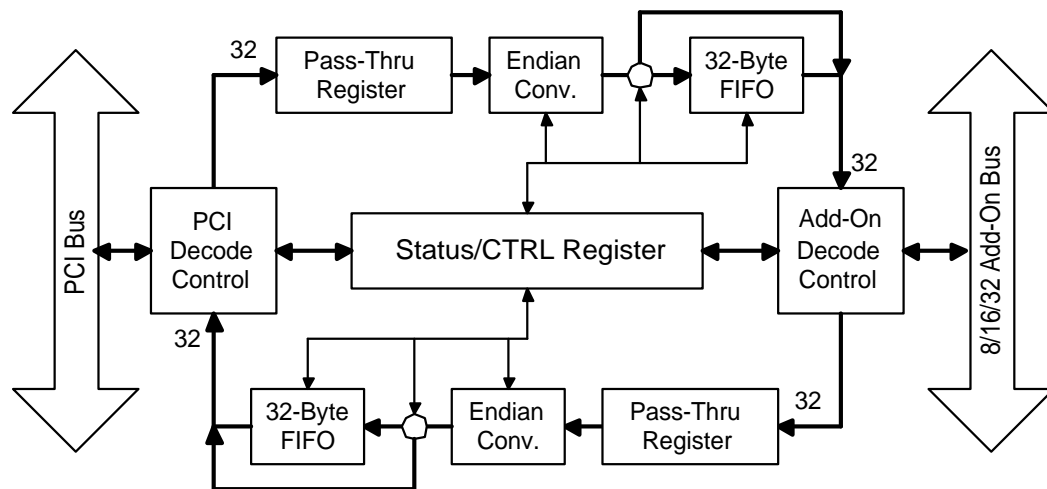 32
Pass-Thru
Register
Endian
Conv.
32-Byte
FIFO
32
PCI Bus
PCI
Decode
Control
Status/CTRL Register
Add-On
Decode
Control
8/16/32 Add-On Bus
32
32-Byte
FIFO
Endian
Conv.
Pass-Thru
Register
32